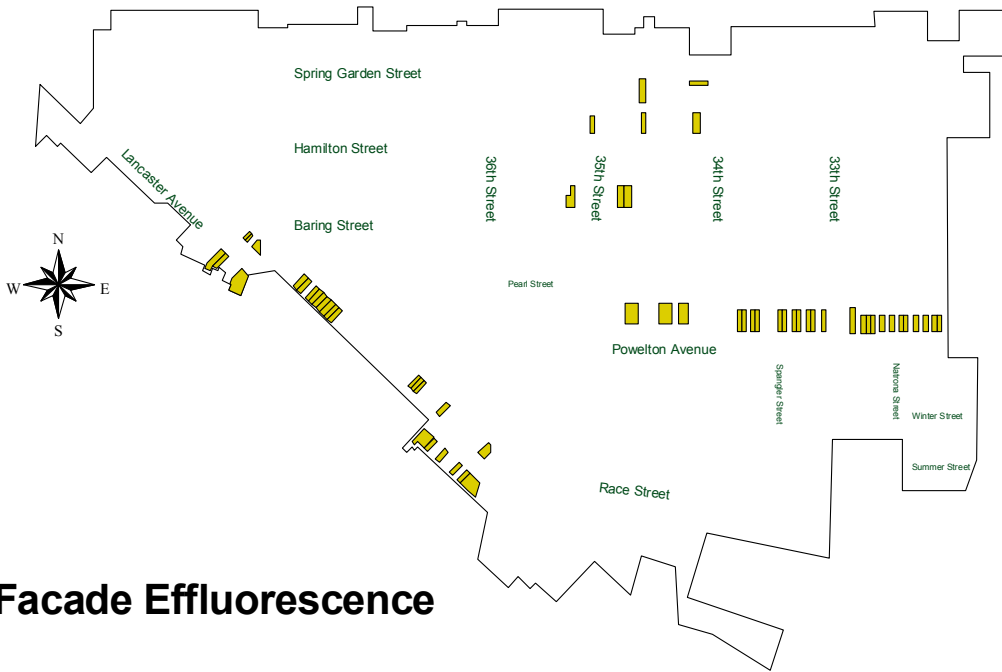 Spring Garden Street
Hamilton Street
Lancaster Avenue
36th Street
35th Street
34th Street
33th Street
Baring Street
N
W
E
S
Pearl Street
Powelton Avenue
Spangler Street
Natrona Street
Winter Street
Summer Street
Race Street
Facade Effluorescence